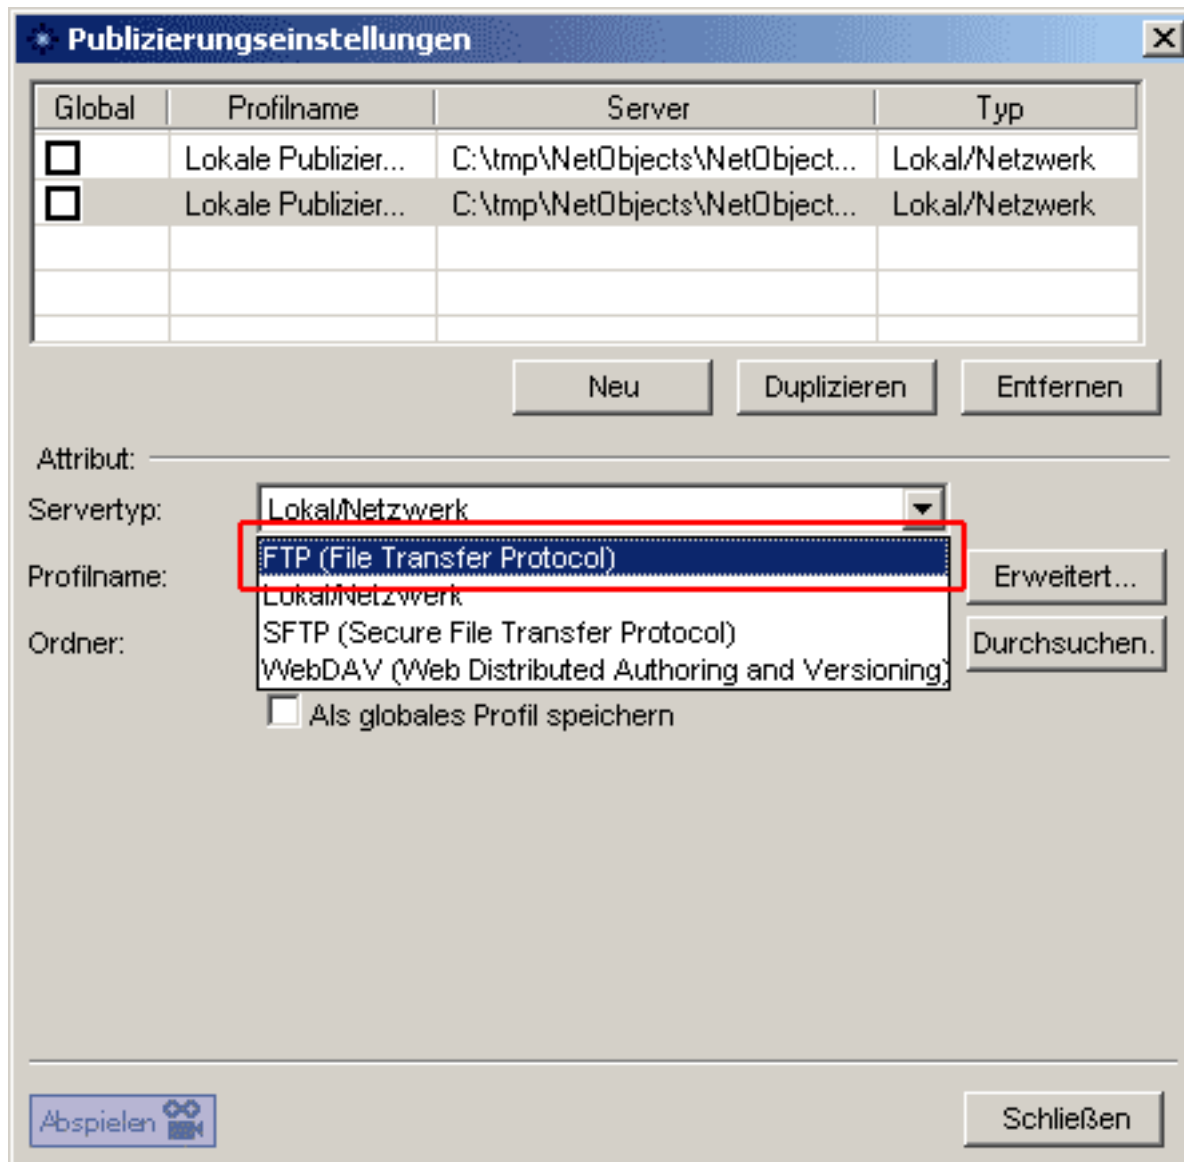 Publizierungseinstellungen
Global Profilname Server Typ
Lokale Publizier... C:\tmp\NetObjects\NetObject... Lokal/Netzwerk
Lokale Publizier... C:\tmp\NetObjects\NetObject... Lokal/Netzwerk
Neu Duplizieren Entfernen
Attribut:
Servertyp: Lokal/Netzwerk
FTP (File Transfer Protocol)
Profilname: Erweitert...
Lokal/Netzwerk
SFTP (Secure File Transfer Protocol)
Ordner: Durchsuchen.
WebDAV (Web Distributed Authoring and Versioning)
Als globales Profil speichern
Abspielen Schließen